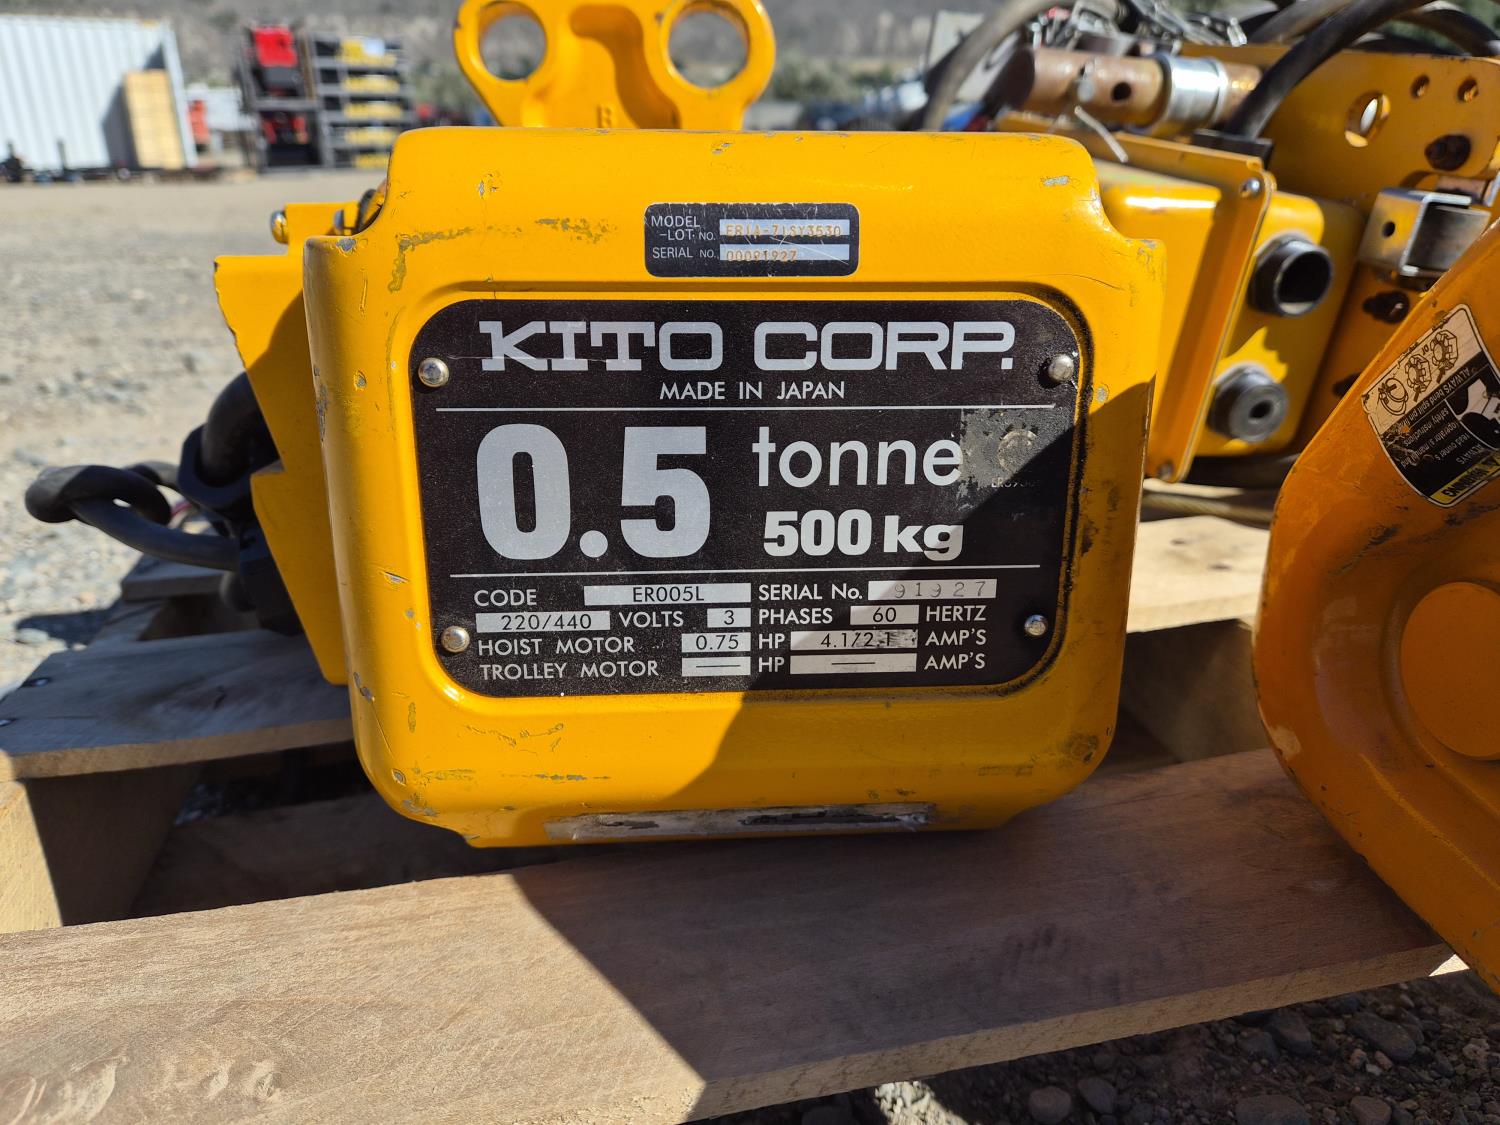 MODEL
-LOT NO. ER1A-71SY3530
SERIAL NO. 00091927
KITO CORP.
MADE IN JAPAN
0.5 tonne
500 kg
CODE ER005L SERIAL No. 91927
220/440 VOLTS 3 PHASES 60 HERTZ
HOIST MOTOR 0.75 HP 4.1/2.1 AMP'S
TROLLEY MOTOR — HP — AMP'S
WARNING